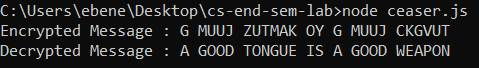 C:\Users\ebene\Desktop\cs-end-sem-lab>node ceaser.js
Encrypted Message : G MUUJ ZUTMAK OY G MUUJ CKGVUT
Decrypted Message : A GOOD TONGUE IS A GOOD WEAPON